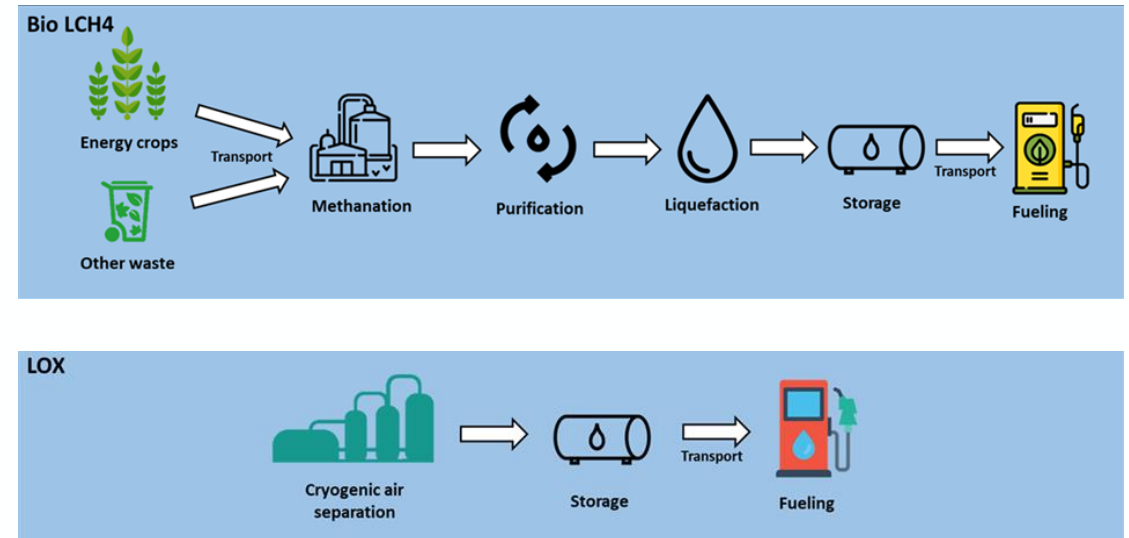 Bio LCH4
Energy crops
Transport
Other waste
Methanation
Purification
Liquefaction
Storage
Transport
Fueling
LOX
Cryogenic air
separation
Storage
Transport
Fueling